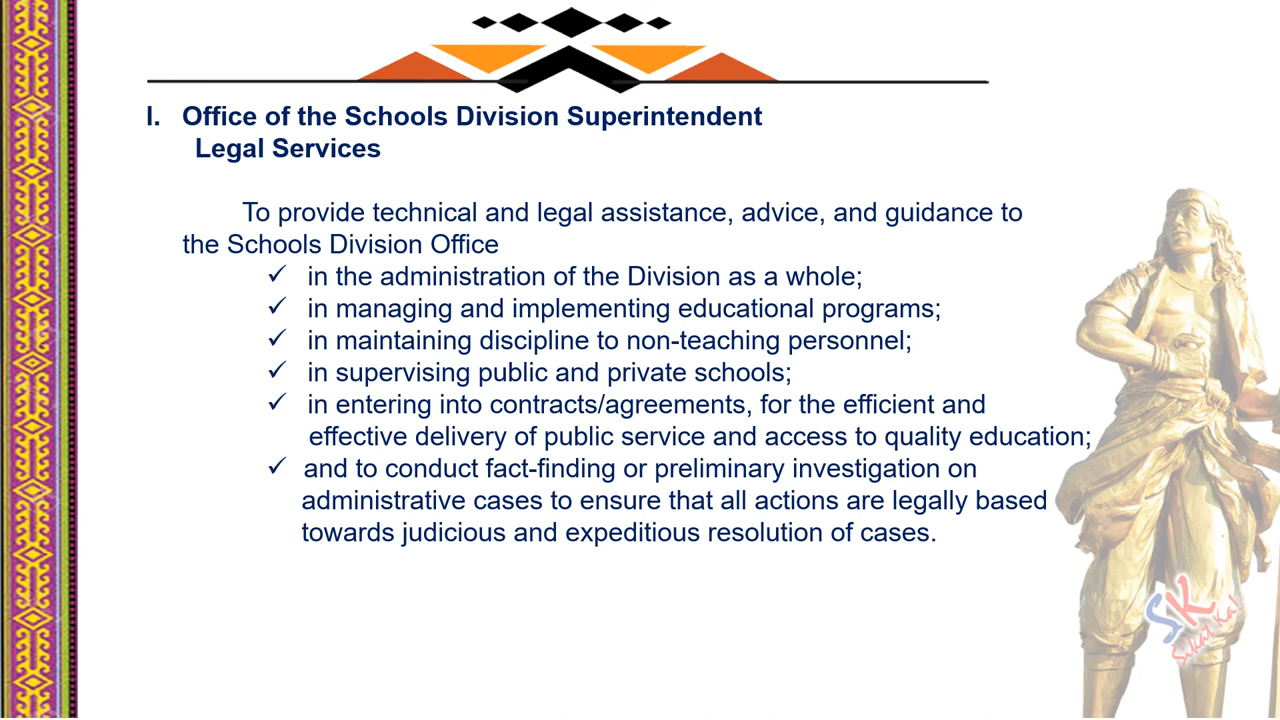 I. Office of the Schools Division Superintendent
Legal Services
To provide technical and legal assistance, advice, and guidance to
the Schools Division Office
✓ in the administration of the Division as a whole;
✓ in managing and implementing educational programs;
✓ in maintaining discipline to non-teaching personnel;
✓ in supervising public and private schools;
✓ in entering into contracts/agreements, for the efficient and
effective delivery of public service and access to quality education;
✓ and to conduct fact-finding or preliminary investigation on
administrative cases to ensure that all actions are legally based
towards judicious and expeditious resolution of cases.
SK
Sikat Ka!